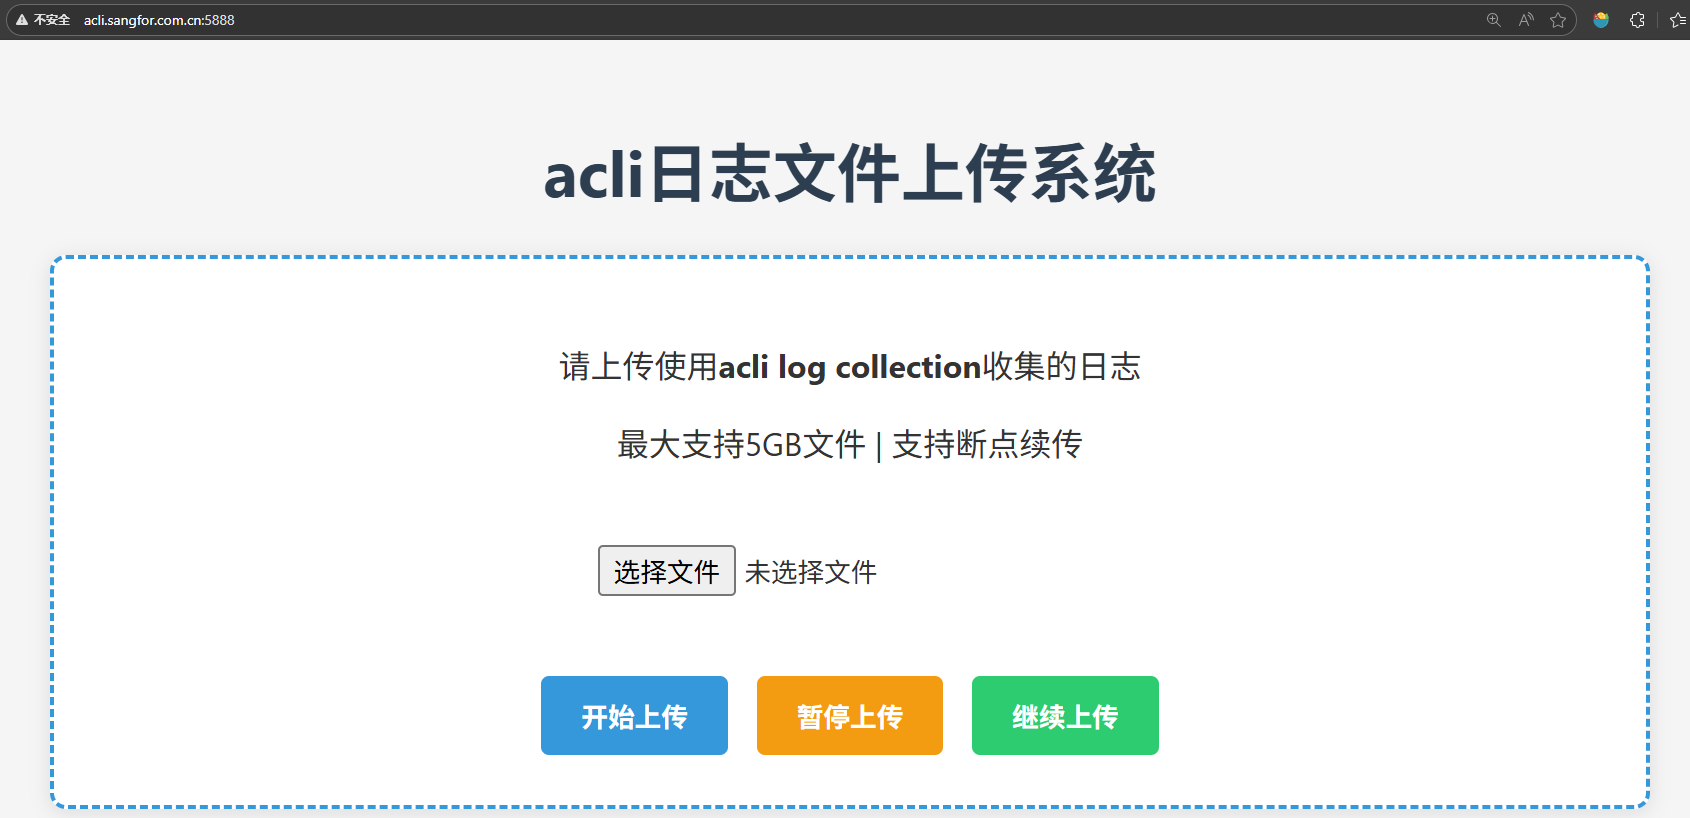 不安全 acli.sangfor.com.cn:5888
acli日志文件上传系统
请上传使用acli log collection收集的日志
最大支持5GB文件 | 支持断点续传
选择文件 未选择文件
开始上传 暂停上传 继续上传